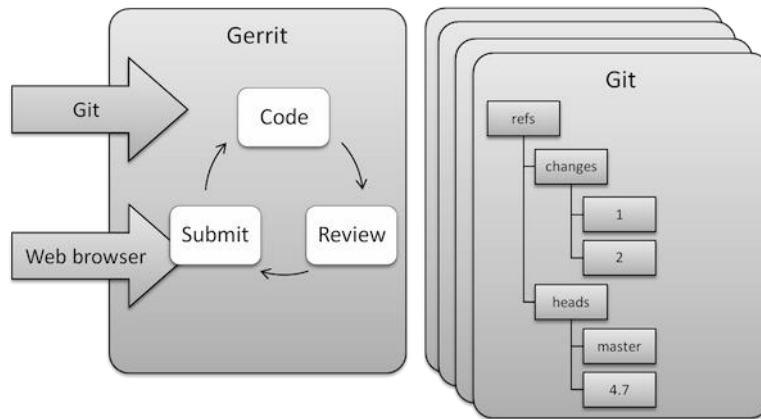 Gerrit
Git
Code
Submit
Review
Web browser
Git
refs
changes
1
2
heads
master
4.7